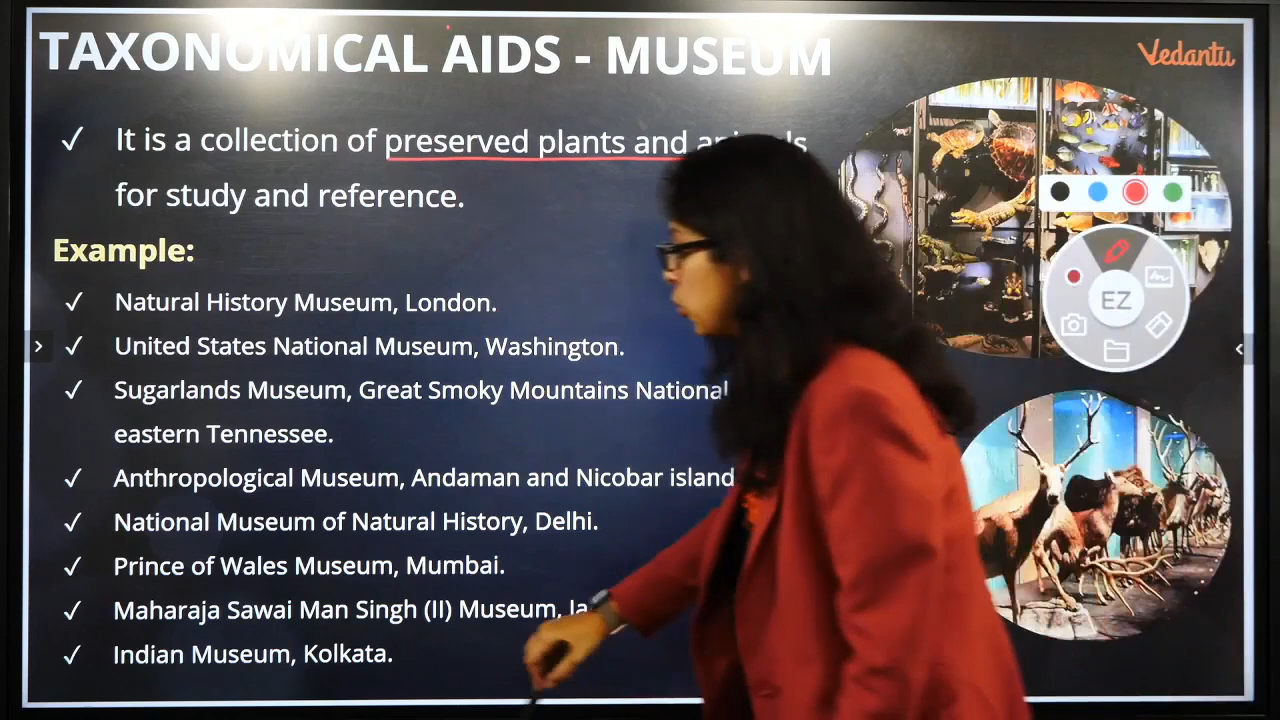 TAXONOMICAL AIDS - MUSEUM
Vedantu
✓ It is a collection of preserved plants and animals
for study and reference.
Example:
✓ Natural History Museum, London.
✓ United States National Museum, Washington.
✓ Sugarlands Museum, Great Smoky Mountains National
eastern Tennessee.
✓ Anthropological Museum, Andaman and Nicobar island
✓ National Museum of Natural History, Delhi.
✓ Prince of Wales Museum, Mumbai.
✓ Maharaja Sawai Man Singh (II) Museum,
✓ Indian Museum, Kolkata.
EZ